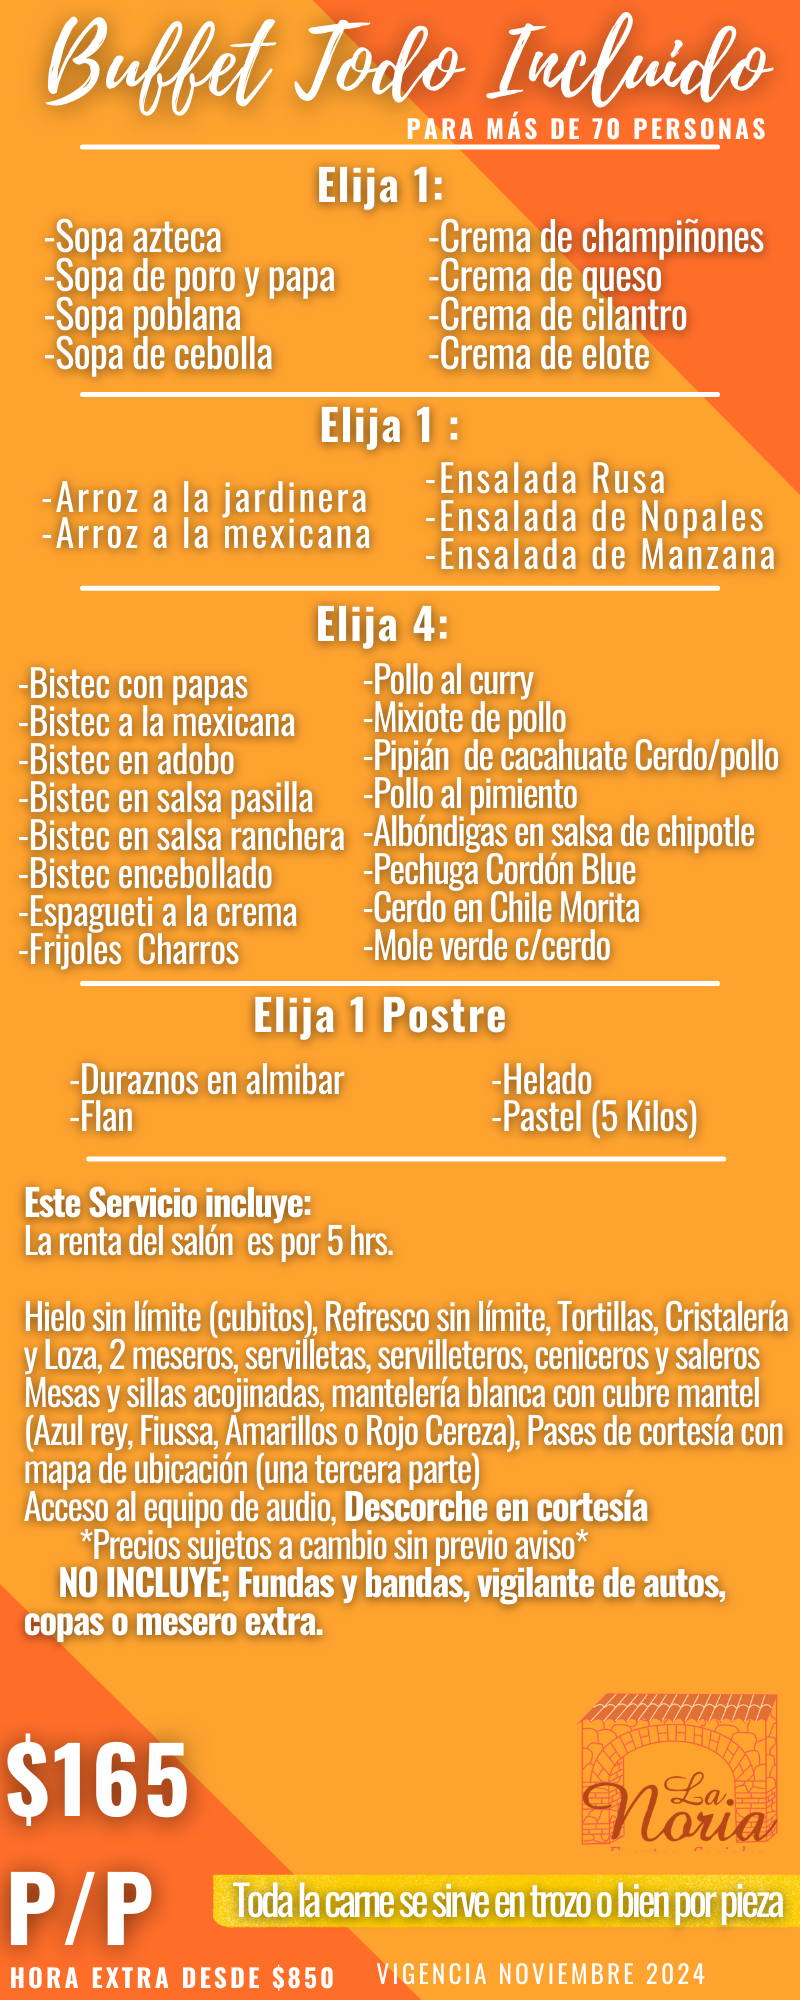 Buffet Todo Incluido
PARA MÁS DE 70 PERSONAS
Elija 1:
-Sopa azteca
-Sopa de poro y papa
-Sopa poblana
-Sopa de cebolla
-Crema de champiñones
-Crema de queso
-Crema de cilantro
-Crema de elote
Elija 1 :
-Arroz a la jardinera
-Arroz a la mexicana
-Ensalada Rusa
-Ensalada de Nopales
-Ensalada de Manzana
Elija 4:
-Bistec con papas
-Bistec a la mexicana
-Bistec en adobo
-Bistec en salsa pasilla
-Bistec en salsa ranchera
-Bistec encebollado
-Espagueti a la crema
-Frijoles Charros
-Pollo al curry
-Mixiote de pollo
-Pipián de cacahuate Cerdo/pollo
-Pollo al pimiento
-Albóndigas en salsa de chipotle
-Pechuga Cordón Blue
-Cerdo en Chile Morita
-Mole verde c/cerdo
Elija 1 Postre
-Duraznos en almibar
-Flan
-Helado
-Pastel (5 Kilos)
Este Servicio incluye:
La renta del salón es por 5 hrs.
Hielo sin límite (cubitos), Refresco sin límite, Tortillas, Cristalería
y Loza, 2 meseros, servilletas, servilleteros, ceniceros y saleros
Mesas y sillas acojinadas, mantelería blanca con cubre mantel
(Azul rey, Fiussa, Amarillos o Rojo Cereza), Pases de cortesía con
mapa de ubicación (una tercera parte)
Acceso al equipo de audio, Descorche en cortesía
*Precios sujetos a cambio sin previo aviso*
NO INCLUYE; Fundas y bandas, vigilante de autos,
copas o mesero extra.
La
Noria
$165
P/P
Toda la carne se sirve en trozo o bien por pieza
HORA EXTRA DESDE $850
VIGENCIA NOVIEMBRE 2024